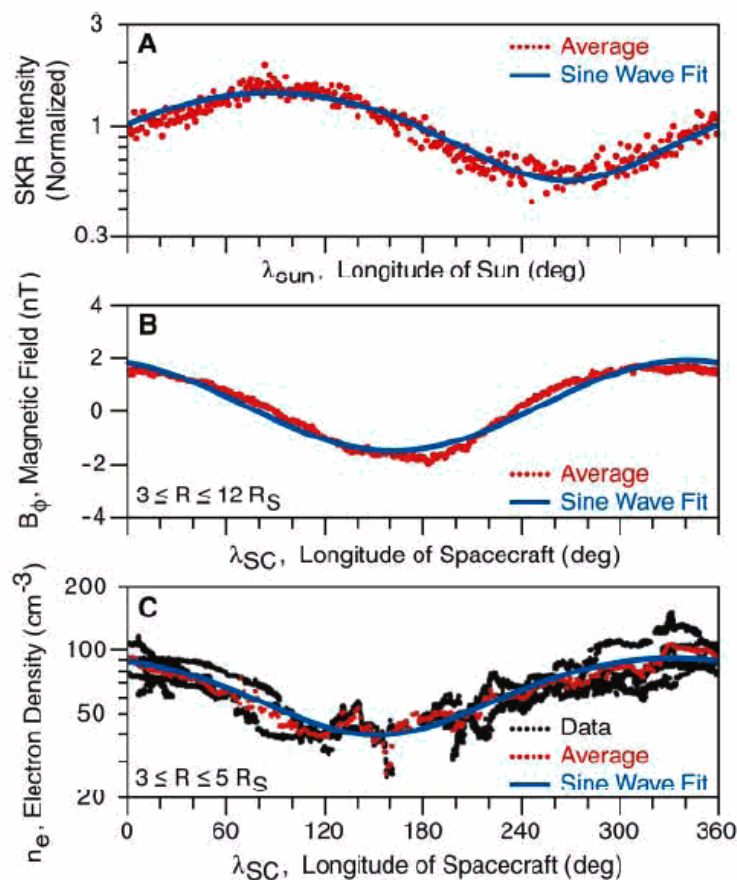 A
SKR Intensity
(Normalized)
3
1
0.3
Average
Sine Wave Fit
λsun, Longitude of Sun (deg)
B
Bϕ, Magnetic Field (nT)
4
2
0
−2
−4
3 ≤ R ≤ 12 RS
Average
Sine Wave Fit
λSC, Longitude of Spacecraft (deg)
C
ne, Electron Density (cm-3)
200
100
50
20
3 ≤ R ≤ 5 RS
Data
Average
Sine Wave Fit
0 60 120 180 240 300 360
λSC, Longitude of Spacecraft (deg)